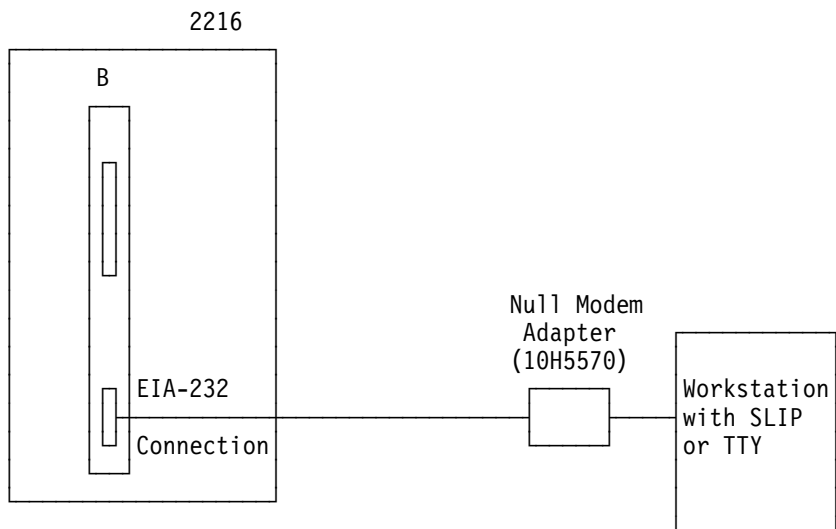 2216
B
Null Modem
Adapter
(10H5570)
EIA-232
Connection
Workstation
with SLIP
or TTY